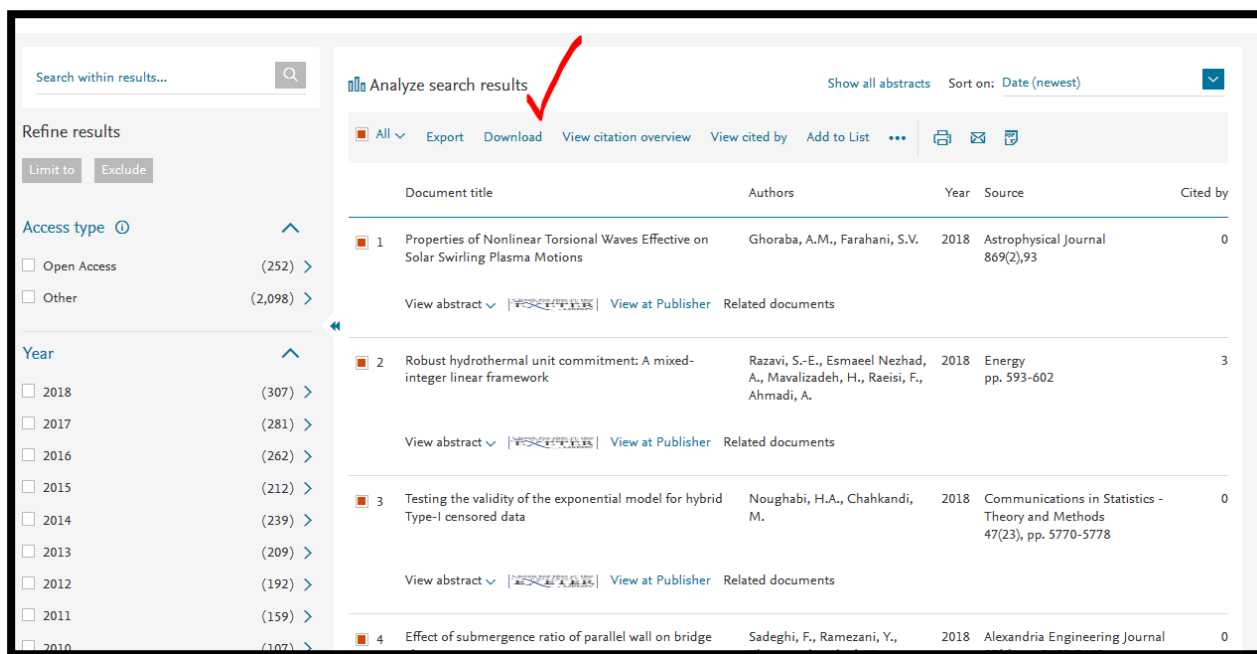 Search within results...
Analyze search results
Show all abstracts Sort on: Date (newest)
Refine results
All Export Download View citation overview View cited by Add to List •••
PDF
Limit to Exclude
Document title Authors Year Source Cited by
Access type
Open Access (252)
Other (2,098)
Year
2018 (307)
2017 (281)
2016 (262)
2015 (212)
2014 (239)
2013 (209)
2012 (192)
2011 (159)
2010 (107)
1 Properties of Nonlinear Torsional Waves Effective on Ghoraba, A.M., Farahani, S.V. 2018 Astrophysical Journal 0
Solar Swirling Plasma Motions 869(2),93
View abstract EXETER View at Publisher Related documents
2 Robust hydrothermal unit commitment: A mixed- Razavi, S.-E., Esmaeel Nezhad, 2018 Energy 3
integer linear framework A., Mavalizadeh, H., Raeisi, F., pp. 593-602
Ahmadi, A.
View abstract EXETER View at Publisher Related documents
3 Testing the validity of the exponential model for hybrid Noughabi, H.A., Chahkandi, 2018 Communications in Statistics - 0
Type-I censored data M. Theory and Methods
47(23), pp. 5770-5778
View abstract EXETER View at Publisher Related documents
4 Effect of submergence ratio of parallel wall on bridge Sadeghi, F., Ramezani, Y., 2018 Alexandria Engineering Journal 0